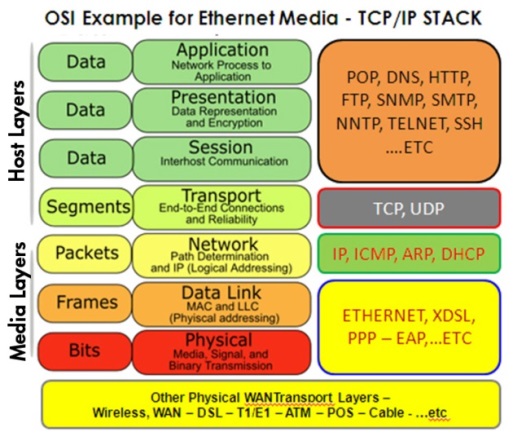 OSI Example for Ethernet Media - TCP/IP STACK
Host Layers
Data
Application
Network Process to
Application
Data
Presentation
Data Representation
and Encryption
Data
Session
Interhost Communication
POP, DNS, HTTP,
FTP, SNMP, SMTP,
NNTP, TELNET, SSH
....ETC
Segments
Transport
End-to-End Connections
and Reliability
TCP, UDP
Media Layers
Packets
Network
Path Determination
and IP (Logical Addressing)
IP, ICMP, ARP, DHCP
Frames
Data Link
MAC and LLC
(Phyiscal addressing)
Bits
Physical
Media, Signal, and
Binary Transmission
ETHERNET, XDSL,
PPP – EAP,...ETC
Other Physical WANTransport Layers –
Wireless, WAN – DSL – T1/E1 – ATM – POS – Cable - ...etc